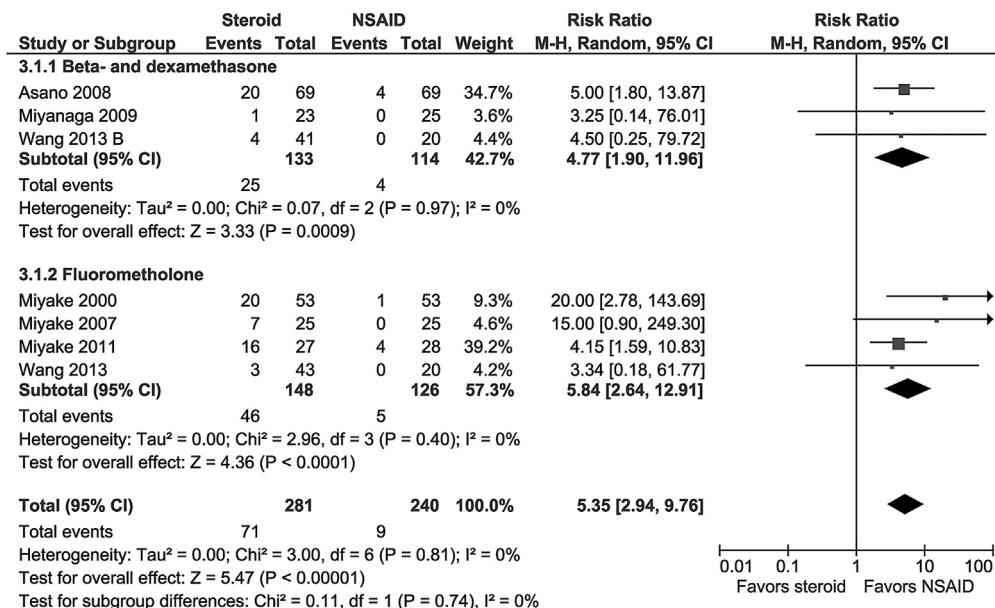 Steroid NSAID Risk Ratio Risk Ratio
Study or Subgroup Events Total Events Total Weight M-H, Random, 95% CI M-H, Random, 95% CI
3.1.1 Beta- and dexamethasone
Asano 2008 20 69 4 69 34.7% 5.00 [1.80, 13.87]
Miyanaga 2009 1 23 0 25 3.6% 3.25 [0.14, 76.01]
Wang 2013 B 4 41 0 20 4.4% 4.50 [0.25, 79.72]
Subtotal (95% CI) 133 114 42.7% 4.77 [1.90, 11.96]
Total events 25 4
Heterogeneity: Tau² = 0.00; Chi² = 0.07, df = 2 (P = 0.97); I² = 0%
Test for overall effect: Z = 3.33 (P = 0.0009)
3.1.2 Fluorometholone
Miyake 2000 20 53 1 53 9.3% 20.00 [2.78, 143.69]
Miyake 2007 7 25 0 25 4.6% 15.00 [0.90, 249.30]
Miyake 2011 16 27 4 28 39.2% 4.15 [1.59, 10.83]
Wang 2013 3 43 0 20 4.2% 3.34 [0.18, 61.77]
Subtotal (95% CI) 148 126 57.3% 5.84 [2.64, 12.91]
Total events 46 5
Heterogeneity: Tau² = 0.00; Chi² = 2.96, df = 3 (P = 0.40); I² = 0%
Test for overall effect: Z = 4.36 (P < 0.0001)
Total (95% CI) 281 240 100.0% 5.35 [2.94, 9.76]
Total events 71 9
Heterogeneity: Tau² = 0.00; Chi² = 3.00, df = 6 (P = 0.81); I² = 0%
Test for overall effect: Z = 5.47 (P < 0.00001)
Test for subgroup differences: Chi² = 0.11, df = 1 (P = 0.74), I² = 0%
0.01 0.1 1 10 100
Favors steroid Favors NSAID